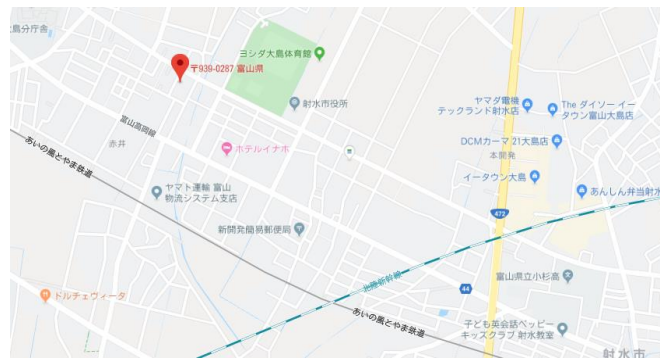 大島分庁舎
ヨシダ大島体育館
〒939-0287 富山県
射水市役所
ヤマダ電機
テックランド射水店
The ダイソー イー
タウン富山大島店
富山高岡線
赤井
ホテルイナホ
DCMカーマ 21大島店
本開発
あいの風とやま鉄道
ヤマト運輸 富山
物流システム支店
イータウン大島
あんしん弁当射水
472
新開発簡易郵便局
北陸新幹線
富山県立小杉高
44
ドルチェヴィータ
あいの風とやま鉄道
子ども英会話ペッピー
キッズクラブ 射水教室
射水市